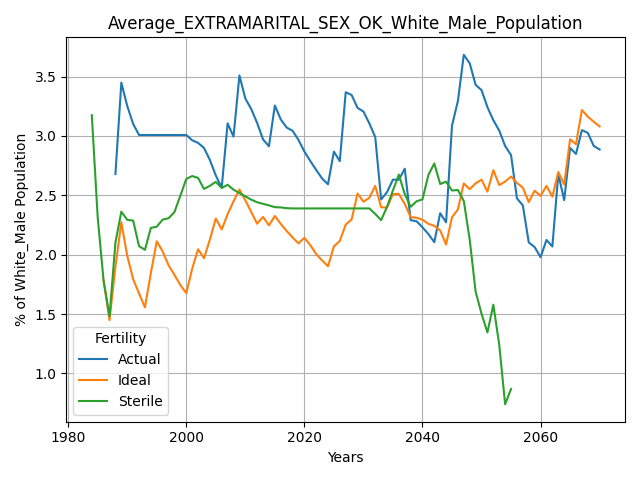 Average_EXTRAMARITAL_SEX_OK_White_Male_Population
% of White_Male Population
3.5
3.0
2.5
2.0
1.5
1.0
Fertility
Actual
Ideal
Sterile
1980
2000
2020
2040
2060
Years